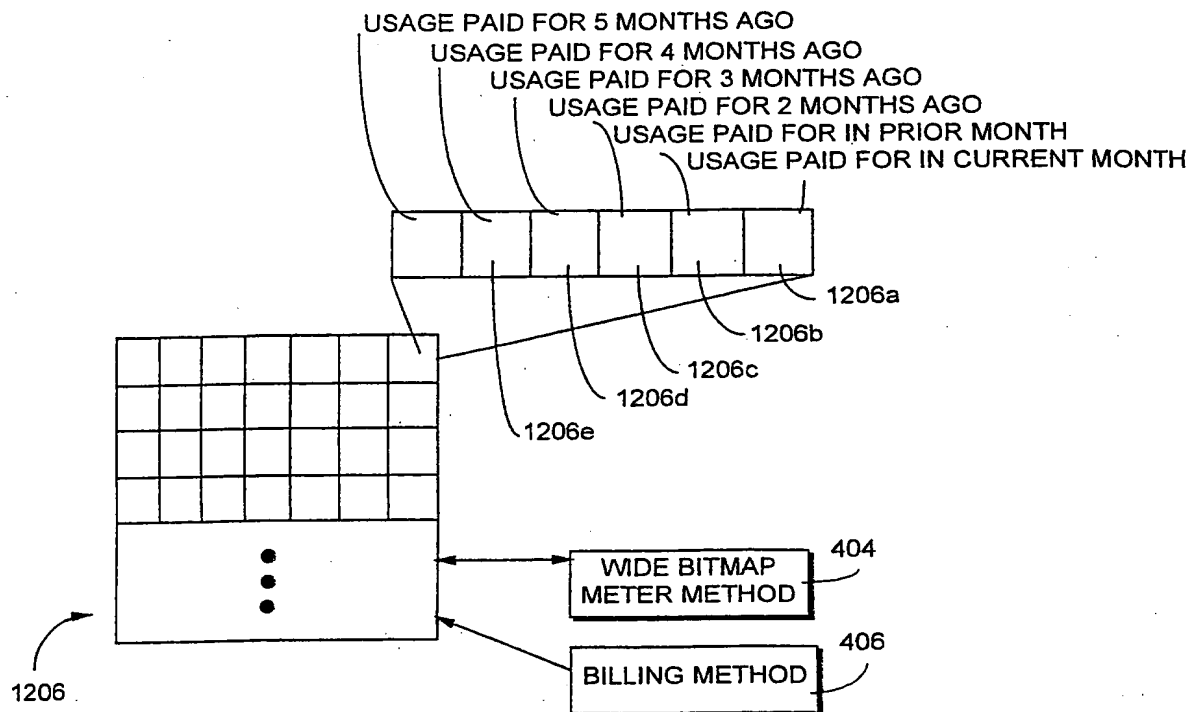 USAGE PAID FOR 5 MONTHS AGO
USAGE PAID FOR 4 MONTHS AGO
USAGE PAID FOR 3 MONTHS AGO
USAGE PAID FOR 2 MONTHS AGO
USAGE PAID FOR IN PRIOR MONTH
USAGE PAID FOR IN CURRENT MONTH
1206a
1206b
1206c
1206d
1206e
404
WIDE BITMAP
METER METHOD
406
BILLING METHOD
1206